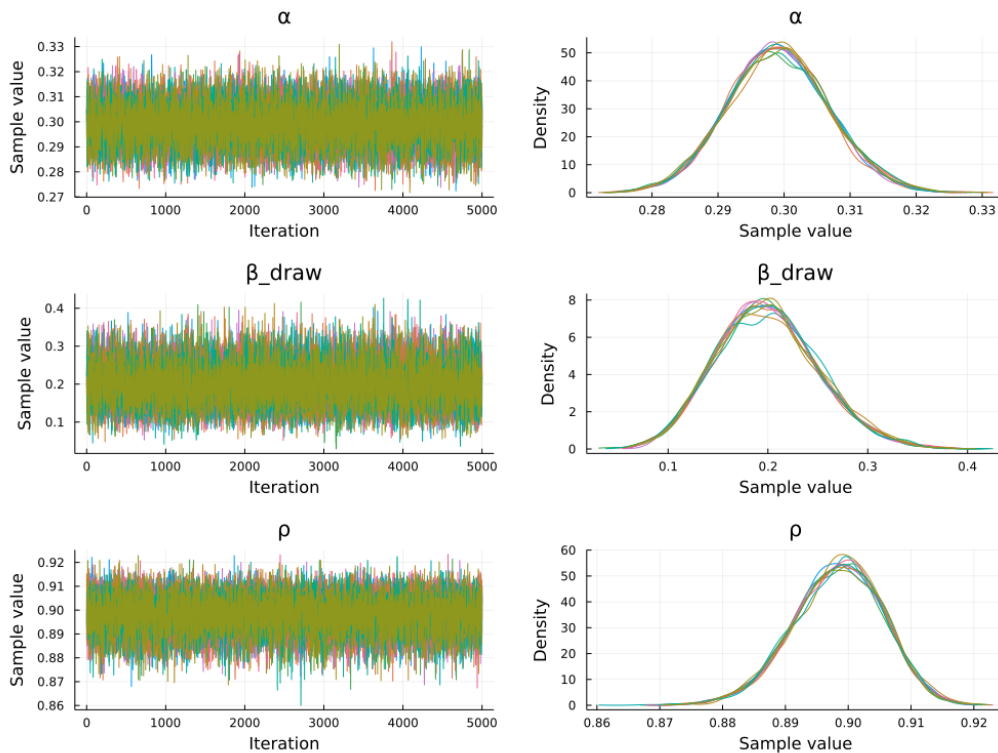 α
Sample value
0.33
0.32
0.31
0.30
0.29
0.28
0.27
0 1000 2000 3000 4000 5000
Iteration
α
Density
50
40
30
20
10
0
0.28 0.29 0.30 0.31 0.32 0.33
Sample value
β_draw
Sample value
0.4
0.3
0.2
0.1
0 1000 2000 3000 4000 5000
Iteration
β_draw
Density
8
6
4
2
0
0.1 0.2 0.3 0.4
Sample value
ρ
Sample value
0.92
0.91
0.90
0.89
0.88
0.87
0.86
0 1000 2000 3000 4000 5000
Iteration
ρ
Density
60
50
40
30
20
10
0
0.86 0.87 0.88 0.89 0.90 0.91 0.92
Sample value